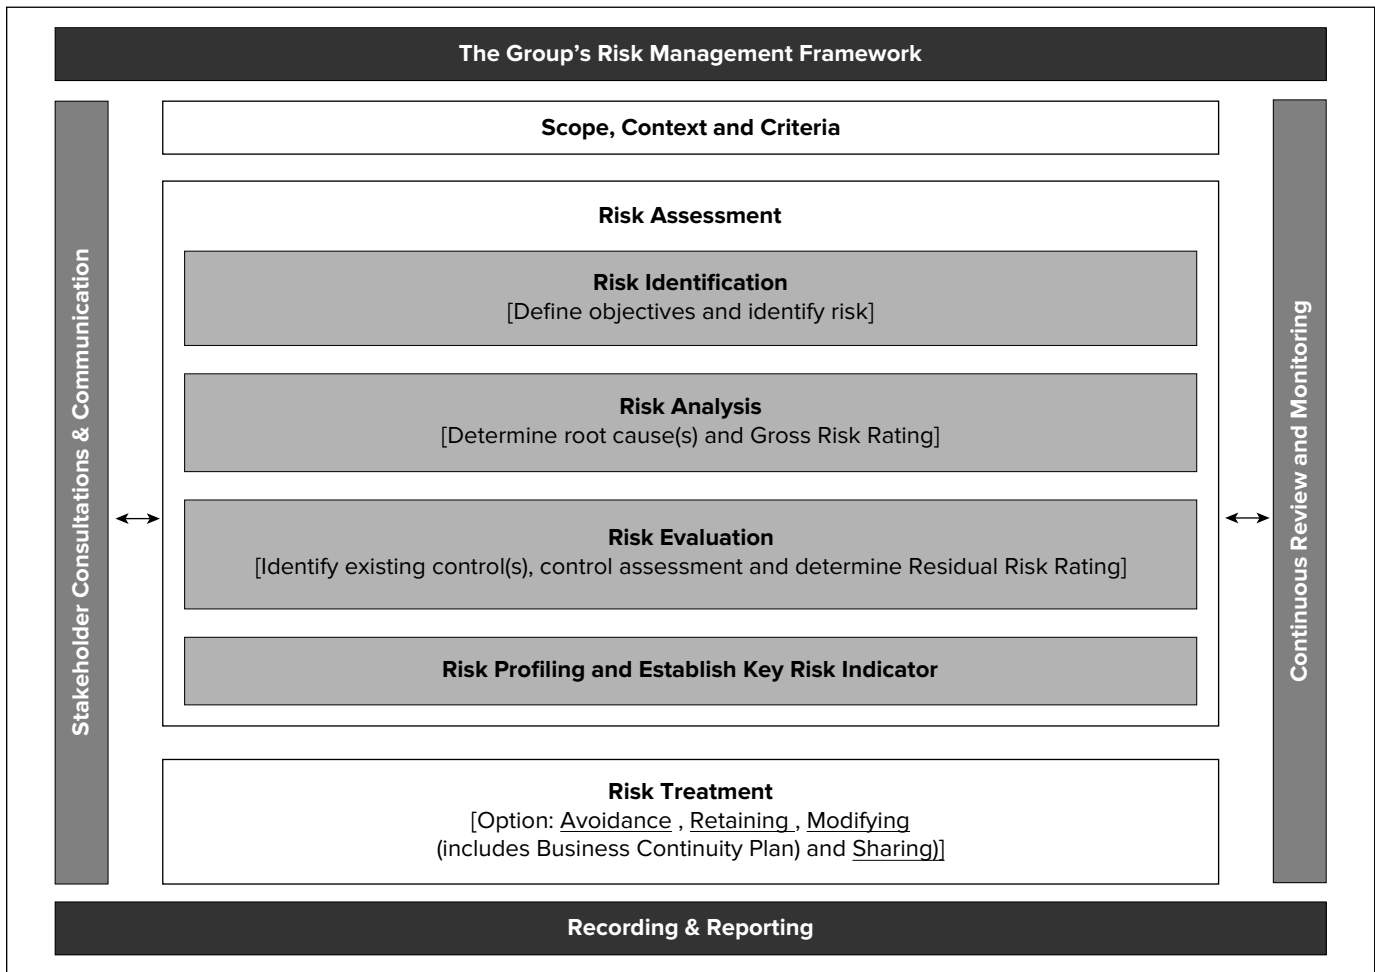 The Group’s Risk Management Framework
Stakeholder Consultations & Communication
Scope, Context and Criteria
Risk Assessment
Risk Identification
[Define objectives and identify risk]
Risk Analysis
[Determine root cause(s) and Gross Risk Rating]
Risk Evaluation
[Identify existing control(s), control assessment and determine Residual Risk Rating]
Risk Profiling and Establish Key Risk Indicator
Risk Treatment
[Option: Avoidance , Retaining , Modifying
(includes Business Continuity Plan) and Sharing)]
Continuous Review and Monitoring
Recording & Reporting